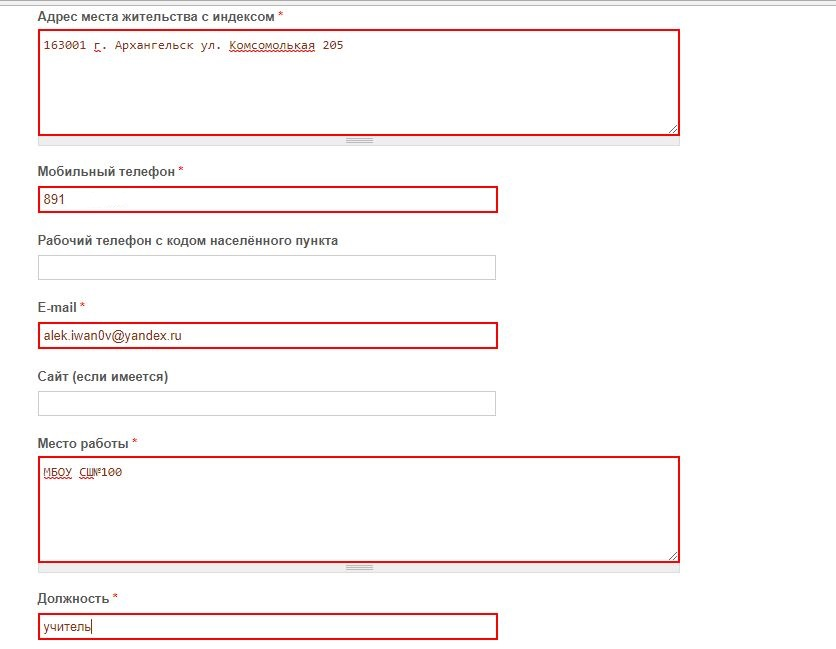 Адрес места жительства с индексом *
163001 г. Архангельск ул. Комсомолькая 205
Мобильный телефон *
891
Рабочий телефон с кодом населённого пункта
E-mail *
alek.iwan0v@yandex.ru
Сайт (если имеется)
Место работы *
МБОУ СШ№100
Должность *
учитель